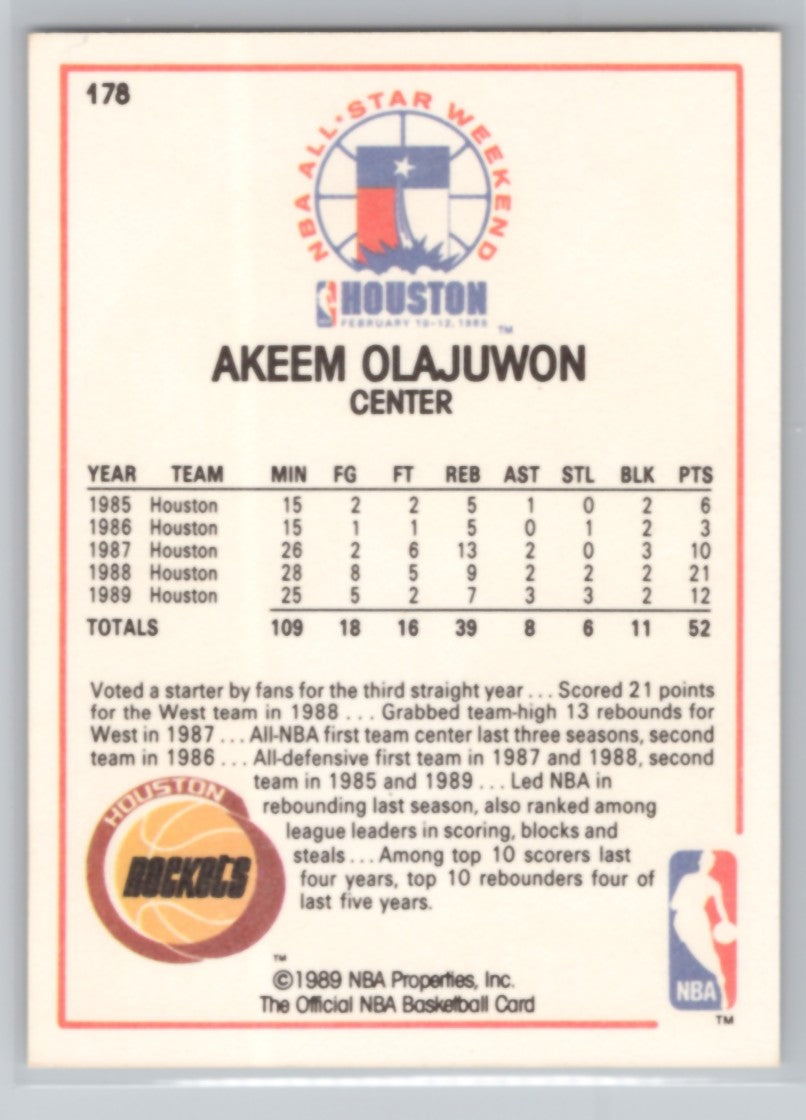 178
NBA ALL·STAR WEEKEND
HOUSTON
FEBRUARY 10-12, 1989
TM
AKEEM OLAJUWON
CENTER
YEAR TEAM MIN FG FT REB AST STL BLK PTS
1985 Houston 15 2 2 5 1 0 2 6
1986 Houston 15 1 1 5 0 1 2 3
1987 Houston 26 2 6 13 2 0 3 10
1988 Houston 28 8 5 9 2 2 2 21
1989 Houston 25 5 2 7 3 3 2 12
TOTALS 109 18 16 39 8 6 11 52
Voted a starter by fans for the third straight year ... Scored 21 points
for the West team in 1988 ... Grabbed team-high 13 rebounds for
West in 1987 ... All-NBA first team center last three seasons, second
team in 1986 ... All-defensive first team in 1987 and 1988, second
team in 1985 and 1989 ... Led NBA in
rebounding last season, also ranked among
league leaders in scoring, blocks and
steals ... Among top 10 scorers last
four years, top 10 rebounders four of
last five years.
HOUSTON
ROCKETS
TM
©1989 NBA Properties, Inc.
The Official NBA Basketball Card
NBA
TM